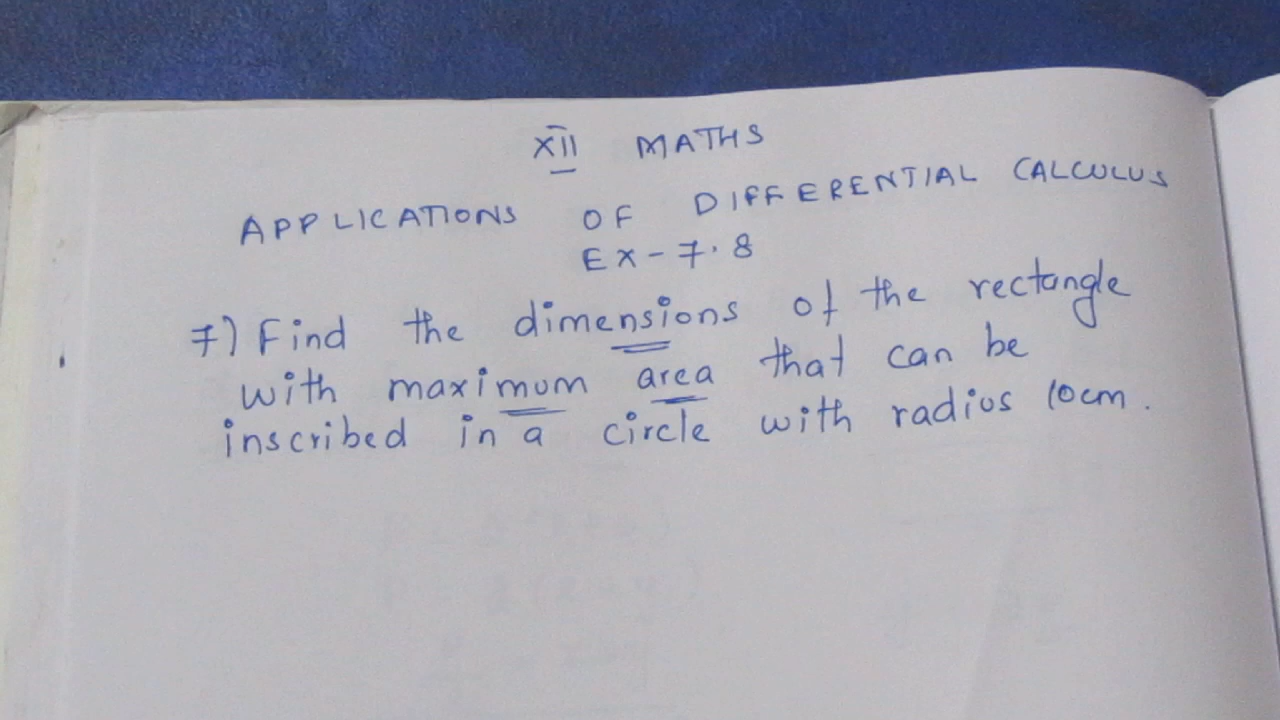 XII MATHS
APPLICATIONS OF DIFFERENTIAL CALCULUS
EX-7.8
7) Find the dimensions of the rectangle
with maximum area that can be
inscribed in a circle with radius 10cm.